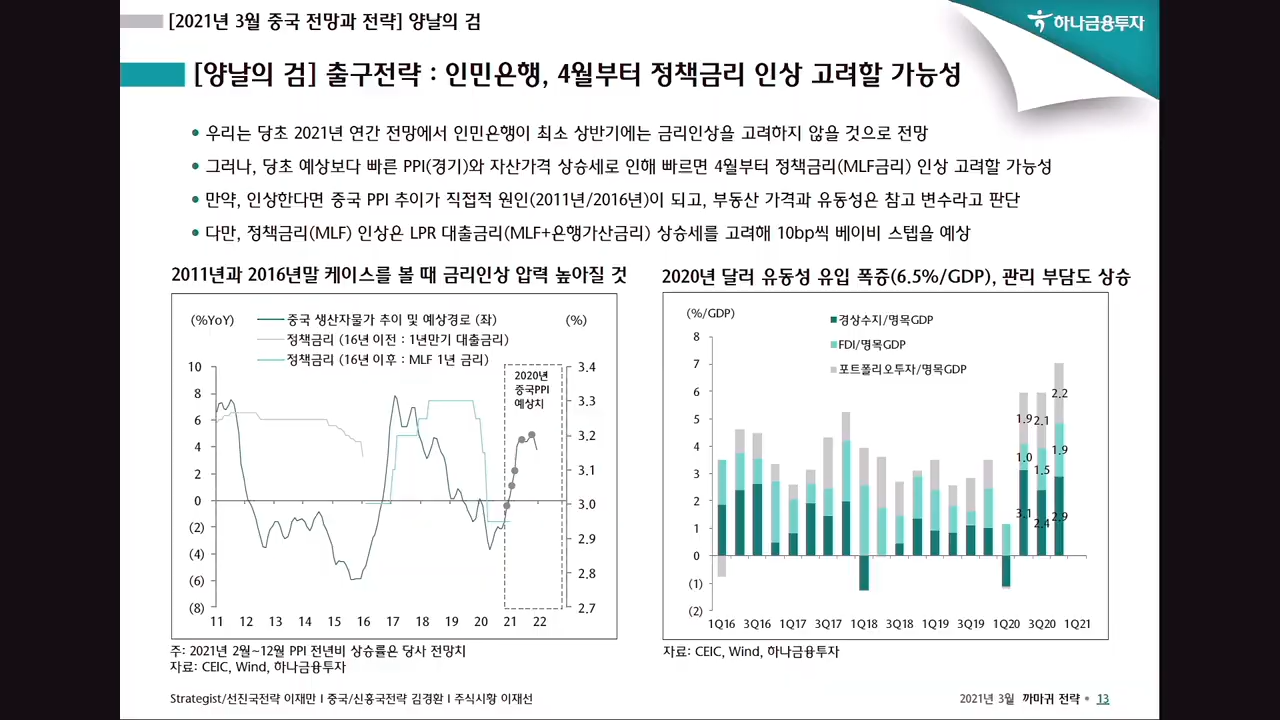 [2021년 3월 중국 전망과 전략] 양날의 검
하나금융투자
[양날의 검] 출구전략 : 인민은행, 4월부터 정책금리 인상 고려할 가능성
• 우리는 당초 2021년 연간 전망에서 인민은행이 최소 상반기에는 금리인상을 고려하지 않을 것으로 전망
• 그러나, 당초 예상보다 빠른 PPI(경기)와 자산가격 상승세로 인해 빠르면 4월부터 정책금리(MLF금리) 인상 고려할 가능성
• 만약, 인상한다면 중국 PPI 추이가 직접적 원인(2011년/2016년)이 되고, 부동산 가격과 유동성은 참고 변수라고 판단
• 다만, 정책금리(MLF) 인상은 LPR 대출금리(MLF+은행가산금리) 상승세를 고려해 10bp씩 베이비 스텝을 예상
2011년과 2016년말 케이스를 볼 때 금리인상 압력 높아질 것
(%YoY)
중국 생산자물가 추이 및 예상경로 (좌)
(%)
정책금리 (16년 이전 : 1년만기 대출금리)
정책금리 (16년 이후 : MLF 1년 금리)
2020년
중국PPI
예상치
10
8
6
4
2
0
(2)
(4)
(6)
(8)
3.4
3.3
3.2
3.1
3.0
2.9
2.8
2.7
11 12 13 14 15 16 17 18 19 20 21 22
주: 2021년 2월~12월 PPI 전년비 상승률은 당사 전망치
자료: CEIC, Wind, 하나금융투자
2020년 달러 유동성 유입 폭증(6.5%/GDP), 관리 부담도 상승
(%/GDP)
경상수지/명목GDP
FDI/명목GDP
포트폴리오투자/명목GDP
8
7
6
5
4
3
2
1
0
(1)
(2)
1.9 2.1 2.2
1.0 1.5 1.9
3.1 2.4 2.9
1Q16 3Q16 1Q17 3Q17 1Q18 3Q18 1Q19 3Q19 1Q20 3Q20 1Q21
자료: CEIC, Wind, 하나금융투자
Strategist/선진국전략 이재만 I 중국/신흥국전략 김경환 I 주식시황 이재선
2021년 3월 까마귀 전략 • 13